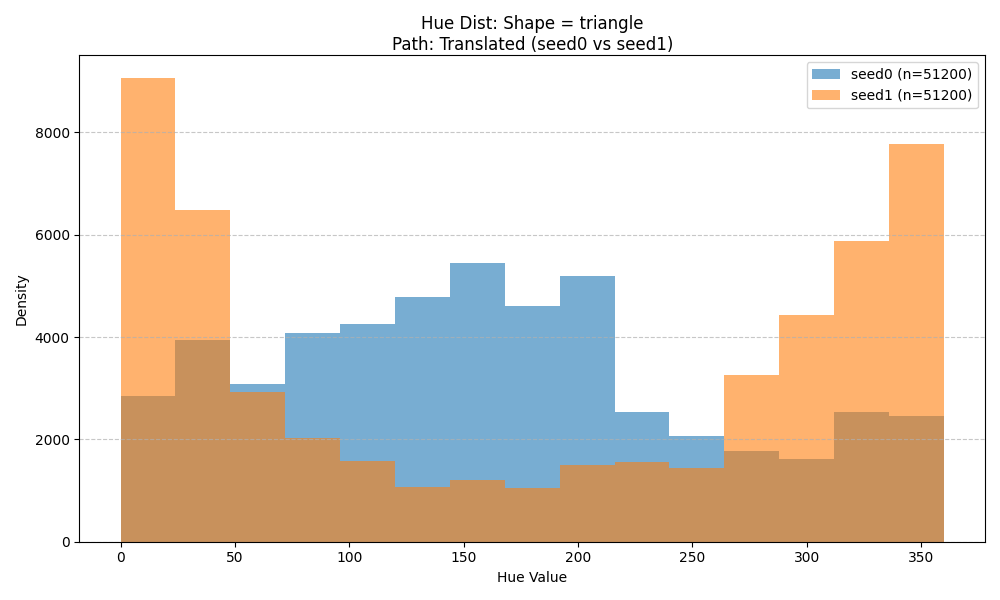 Hue Dist: Shape = triangle
Path: Translated (seed0 vs seed1)
seed0 (n=51200)
seed1 (n=51200)
Density
8000
6000
4000
2000
0
0 50 100 150 200 250 300 350
Hue Value